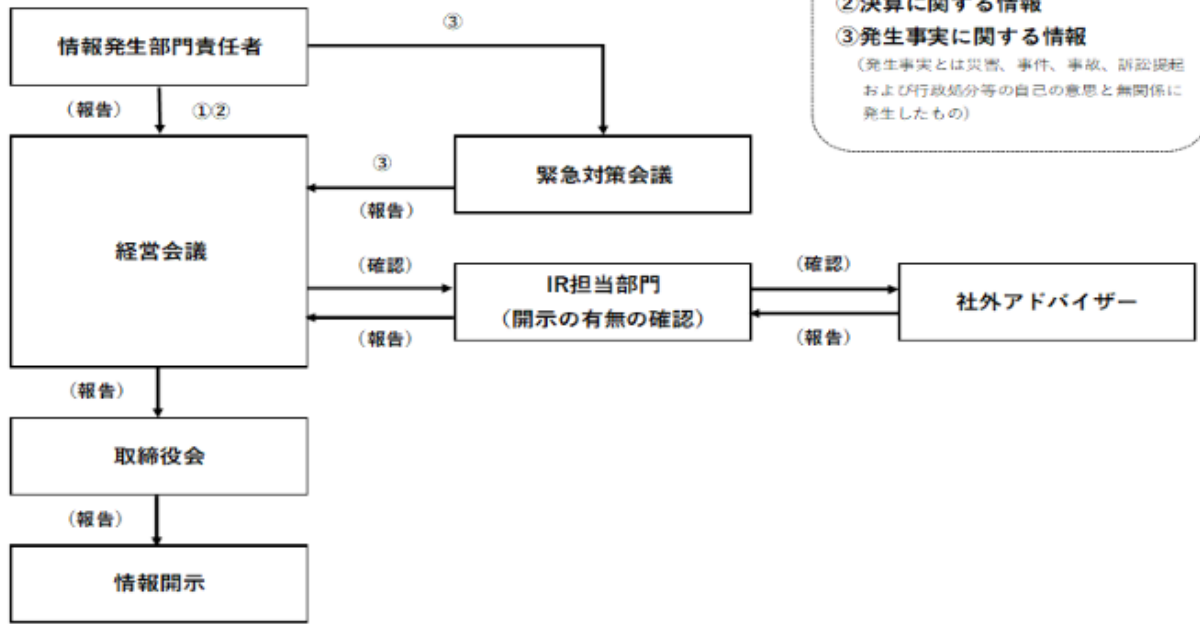 ②決算に関する情報
③発生事実に関する情報
(発生事実とは災害、事件、事故、訴訟提起
および行政処分等の自己の意思と無関係に
発生したもの)
③
情報発生部門責任者
(報告)
①②
③
(報告)
緊急対策会議
経営会議
(確認)
(報告)
IR担当部門
(開示の有無の確認)
(確認)
(報告)
社外アドバイザー
(報告)
取締役会
(報告)
情報開示